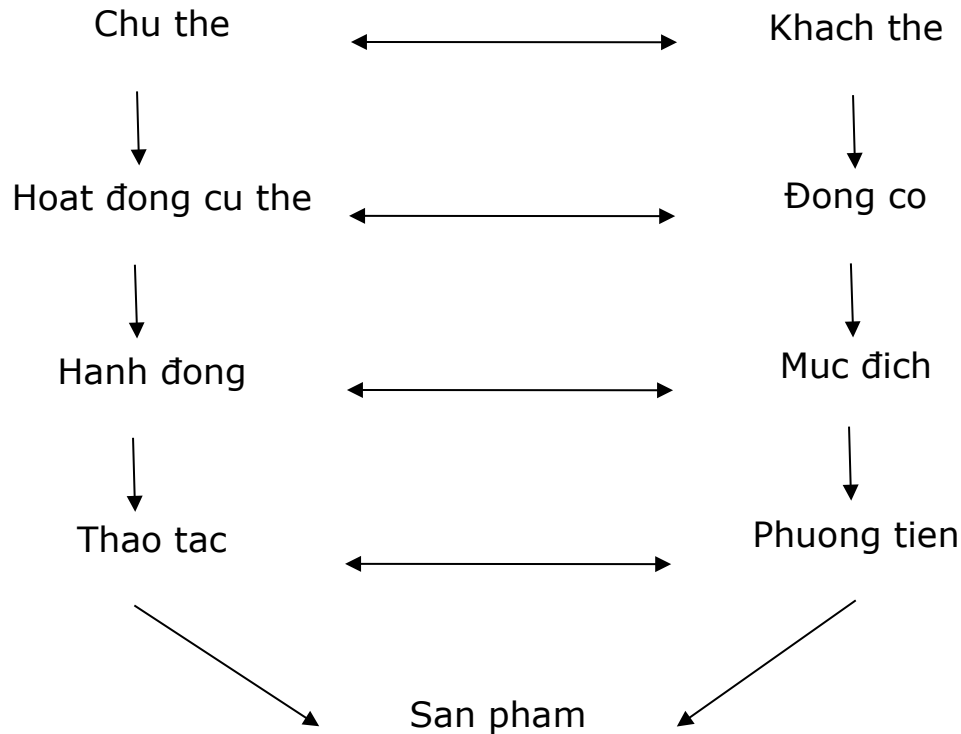 Chu the
Khach the
Hoat đong cu the
Đong co
Hanh đong
Muc đich
Thao tac
Phuong tien
San pham